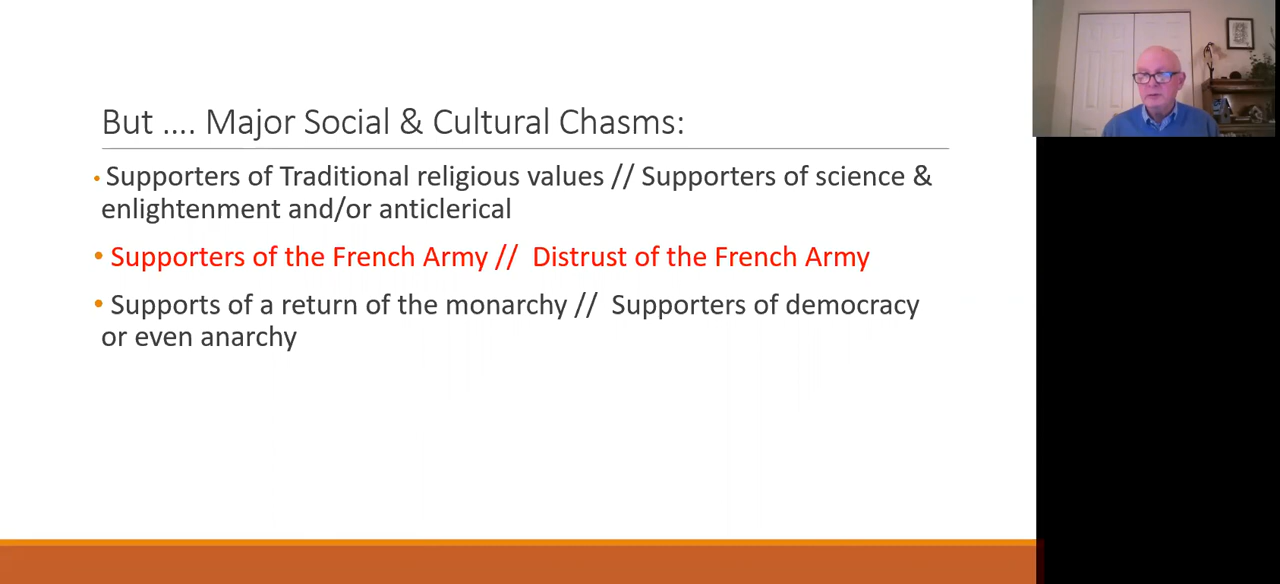 But .... Major Social & Cultural Chasms:
• Supporters of Traditional religious values // Supporters of science &
enlightenment and/or anticlerical
• Supporters of the French Army // Distrust of the French Army
• Supports of a return of the monarchy // Supporters of democracy
or even anarchy